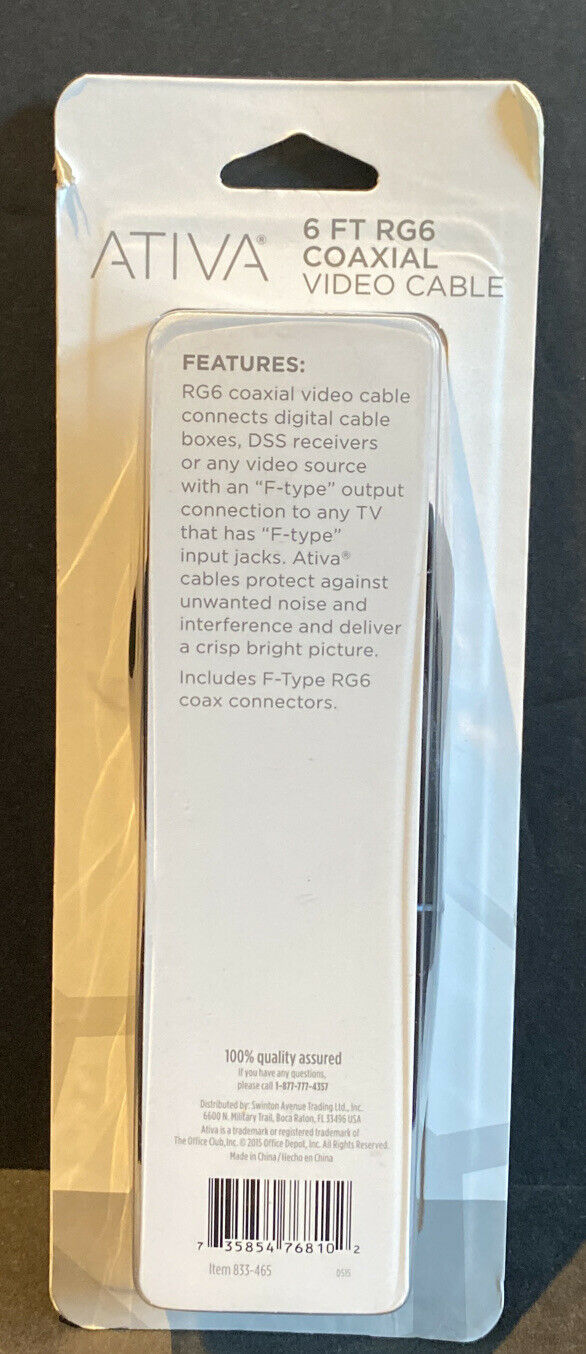 ATIVA®
6 FT RG6
COAXIAL
VIDEO CABLE
FEATURES:
RG6 coaxial video cable
connects digital cable
boxes, DSS receivers
or any video source
with an “F-type” output
connection to any TV
that has “F-type”
input jacks. Ativa®
cables protect against
unwanted noise and
interference and deliver
a crisp bright picture.
Includes F-Type RG6
coax connectors.
100% quality assured
If you have any questions,
please call 1-877-777-4357
Distributed by: Swinton Avenue Trading Ltd., Inc.
6600 N. Military Trail, Boca Raton, FL 33496 USA
Ativa is a trademark or registered trademark of
The Office Club, Inc. © 2015 Office Depot, Inc. All Rights Reserved.
Made in China/Hecho en China
7 35854 76810 2
Item 833-465 0515